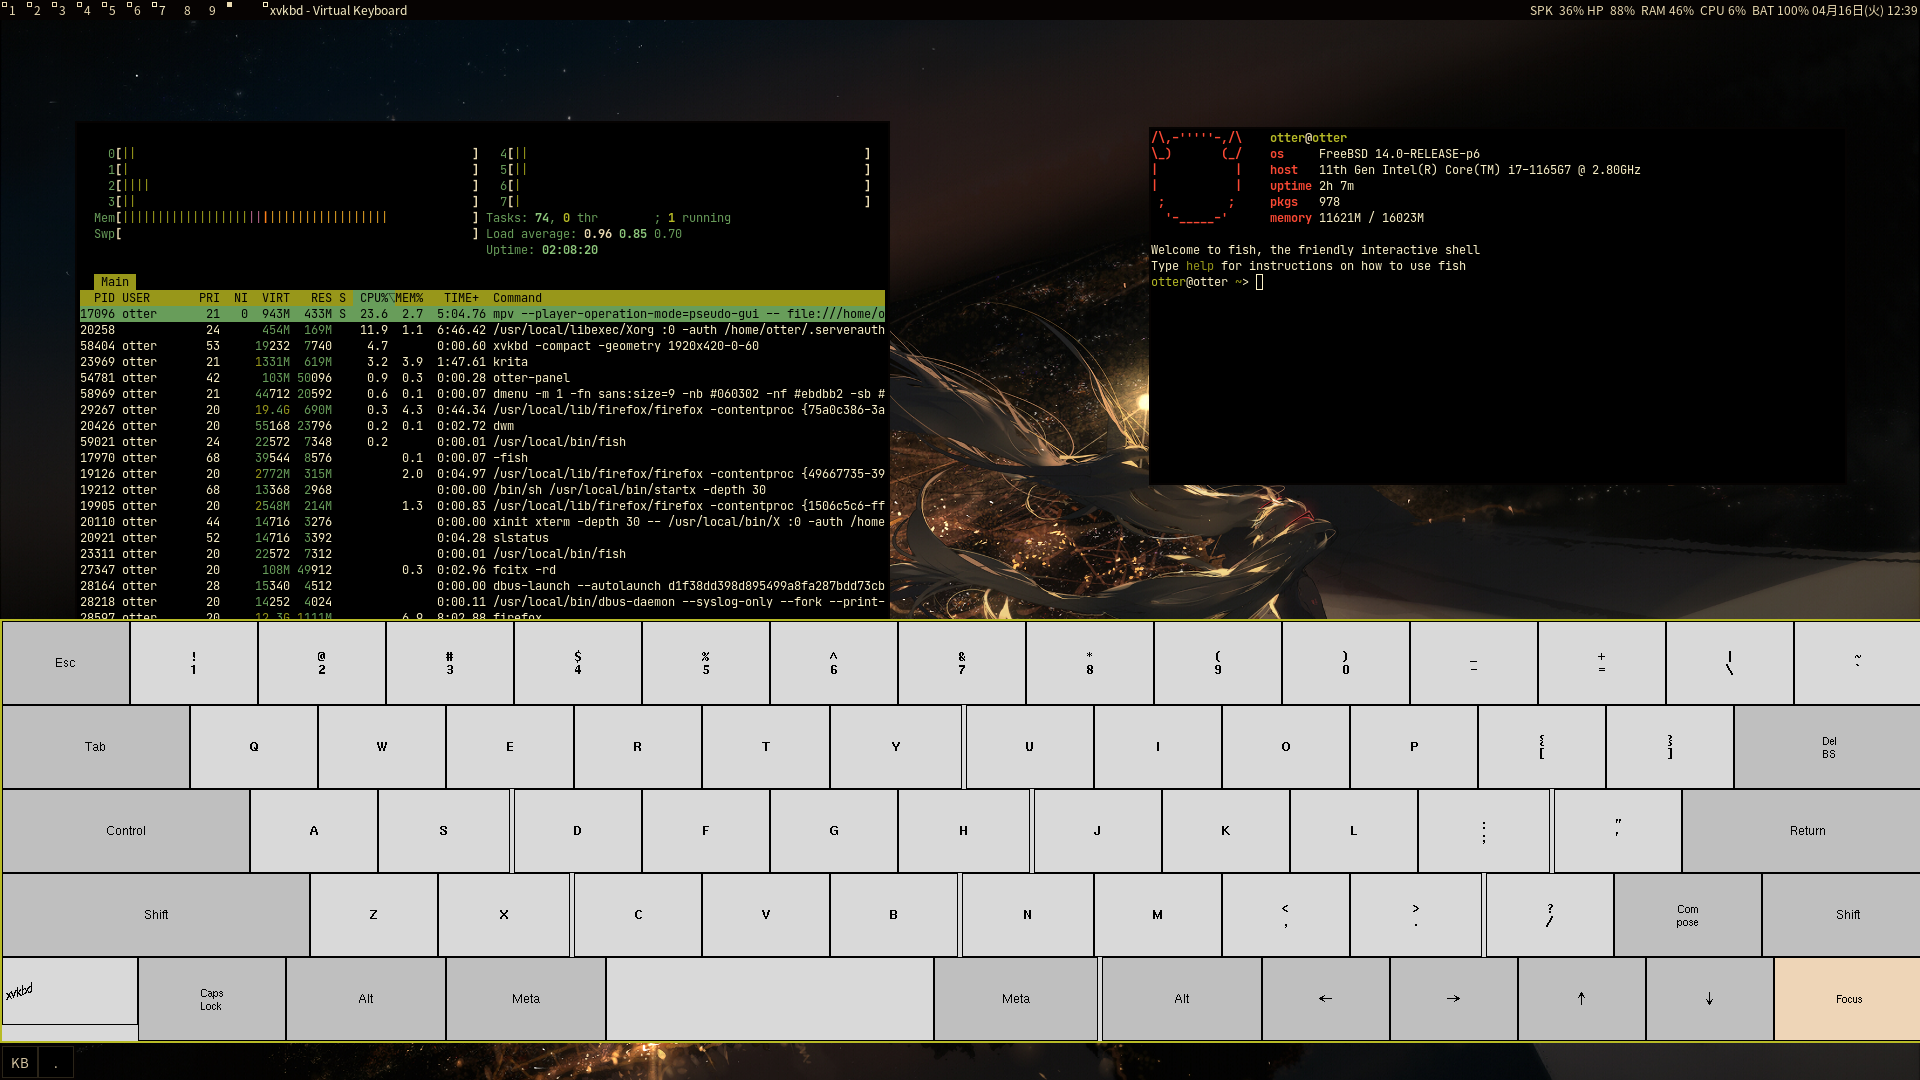 1 2 3 4 5 6 7 8 9 xvkbd - Virtual Keyboard SPK 36% HP 88% RAM 46% CPU 6% BAT 100% 04月16日(火) 12:39
0[|| ] 4[|| ]
1[| ] 5[|| ]
2[|||| ] 6[| ]
3[|| ] 7[| ]
Mem[|||||||||||||||||||||||||||||||||||||| ] Tasks: 74, 0 thr ; 1 running
Swp[ ] Load average: 0.96 0.85 0.70
Uptime: 02:08:20
Main
PID USER PRI NI VIRT RES S CPU%▽MEM% TIME+ Command
17096 otter 21 0 943M 433M S 23.6 2.7 5:04.76 mpv --player-operation-mode=pseudo-gui -- file:///home/o
20258 24 454M 169M 11.9 1.1 6:46.42 /usr/local/libexec/Xorg :0 -auth /home/otter/.serverauth
58404 otter 53 19232 7740 4.7 0:00.60 xvkbd -compact -geometry 1920x420-0-60
23969 otter 21 1331M 619M 3.2 3.9 1:47.61 krita
54781 otter 42 103M 50096 0.9 0.3 0:00.28 otter-panel
58969 otter 21 44712 20592 0.6 0.1 0:00.07 dmenu -m 1 -fn sans:size=9 -nb #060302 -nf #ebdbb2 -sb #
29267 otter 20 19.4G 690M 0.3 4.3 0:44.34 /usr/local/lib/firefox/firefox -contentproc {75a0c386-3a
20426 otter 20 55168 23796 0.2 0.1 0:02.72 dwm
59021 otter 24 22572 7348 0.2 0:00.01 /usr/local/bin/fish
17970 otter 68 39544 8576 0.1 0:00.07 -fish
19126 otter 20 2772M 315M 2.0 0:04.97 /usr/local/lib/firefox/firefox -contentproc {49667735-39
19212 otter 68 13368 2968 0:00.00 /bin/sh /usr/local/bin/startx -depth 30
19905 otter 20 2548M 214M 1.3 0:00.83 /usr/local/lib/firefox/firefox -contentproc {1506c5c6-ff
20110 otter 44 14716 3276 0:00.00 xinit xterm -depth 30 -- /usr/local/bin/X :0 -auth /home
20921 otter 52 14716 3392 0:04.28 slstatus
23311 otter 20 22572 7312 0:00.01 /usr/local/bin/fish
27347 otter 20 108M 49912 0.3 0:02.96 fcitx -rd
28164 otter 28 15340 4512 0:00.00 dbus-launch --autolaunch d1f38dd398d895499a8fa287bdd73cb
28218 otter 20 14252 4024 0:00.11 /usr/local/bin/dbus-daemon --syslog-only --fork --print-
28597 otter 20 12.3G 1111M 6.9 8:02.88 firefox
/\,-'''''-,/\ otter@otter
\_) (_/ os FreeBSD 14.0-RELEASE-p6
| | host 11th Gen Intel(R) Core(TM) i7-1165G7 @ 2.80GHz
| | uptime 2h 7m
; ; pkgs 978
'-_____-' memory 11621M / 16023M
Welcome to fish, the friendly interactive shell
Type help for instructions on how to use fish
otter@otter ~>
Esc ! 1 @ 2 # 3 $ 4 % 5 ^ 6 & 7 * 8 ( 9 ) 0 _ - + = | \ ~ `
Tab Q W E R T Y U I O P { [ } ] Del BS
Control A S D F G H J K L : ; " ' Return
Shift Z X C V B N M < , > . ? / Com pose Shift
xvkbd Caps Lock Alt Meta Meta Alt ← → ↑ ↓ Focus
KB .